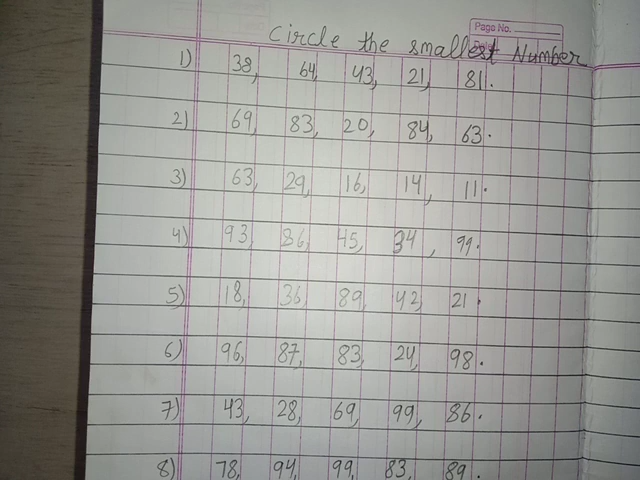 Page No.
Circle the smallest Number
1) 38, 64, 43, 21, 81.
2) 69, 83, 20, 84, 63.
3) 63, 29, 16, 14, 11.
4) 93, 86, 45, 34, 99.
5) 18, 36, 89, 42, 21.
6) 96, 87, 83, 24, 98.
7) 43, 28, 69, 99, 86.
8) 78, 94, 99, 83, 89.